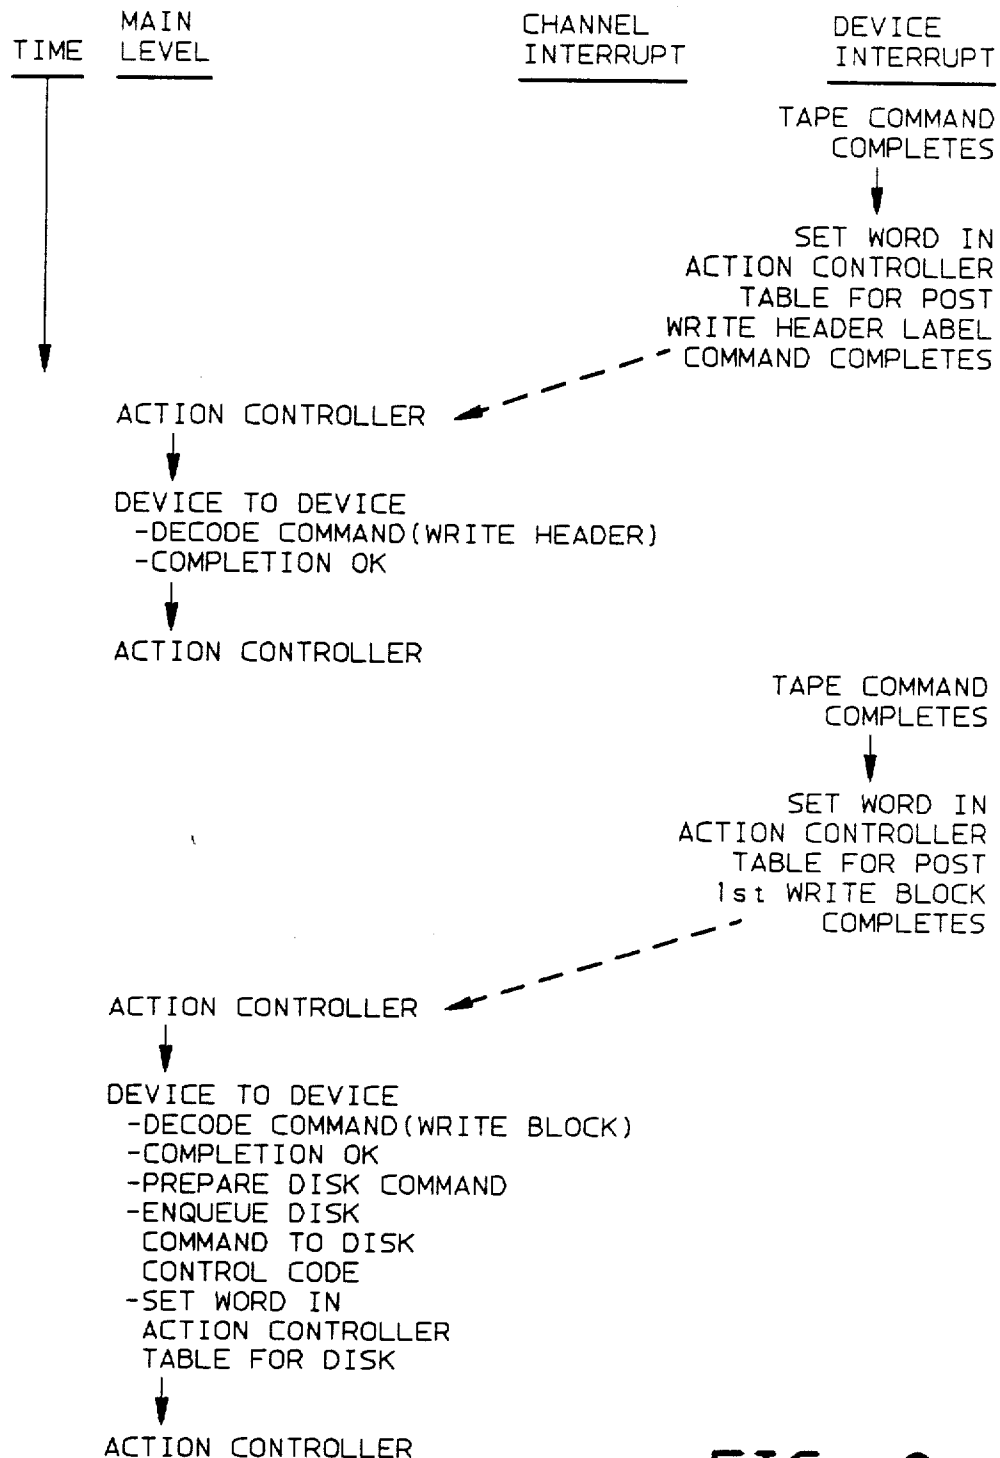 TIME
MAIN
LEVEL
CHANNEL
INTERRUPT
DEVICE
INTERRUPT
TAPE COMMAND
COMPLETES
SET WORD IN
ACTION CONTROLLER
TABLE FOR POST
WRITE HEADER LABEL
COMMAND COMPLETES
ACTION CONTROLLER
DEVICE TO DEVICE
-DECODE COMMAND(WRITE HEADER)
-COMPLETION OK
ACTION CONTROLLER
TAPE COMMAND
COMPLETES
SET WORD IN
ACTION CONTROLLER
TABLE FOR POST
1st WRITE BLOCK
COMPLETES
ACTION CONTROLLER
DEVICE TO DEVICE
-DECODE COMMAND(WRITE BLOCK)
-COMPLETION OK
-PREPARE DISK COMMAND
-ENQUEUE DISK
COMMAND TO DISK
CONTROL CODE
-SET WORD IN
ACTION CONTROLLER
TABLE FOR DISK
ACTION CONTROLLER